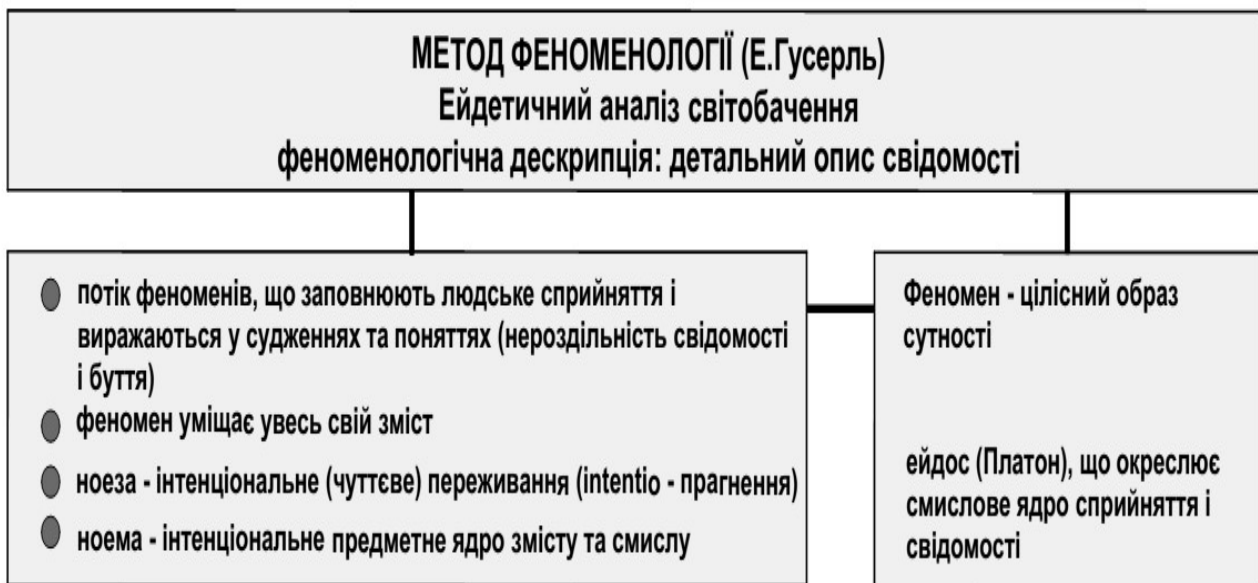 МЕТОД ФЕНОМЕНОЛОГІЇ (Е.Гусерль)
Ейдетичний аналіз світобачення
феноменологічна дескрипція: детальний опис свідомості
потік феноменів, що заповнюють людське сприйняття і
виражаються у судженнях та поняттях (нероздільність свідомості
і буття)
феномен уміщає увесь свій зміст
ноеза - інтенціональне (чуттєве) переживання (intentio - прагнення)
ноема - інтенціональне предметне ядро змісту та смислу
Феномен - цілісний образ
сутності
ейдос (Платон), що окреслює
смислове ядро сприйняття і
свідомості